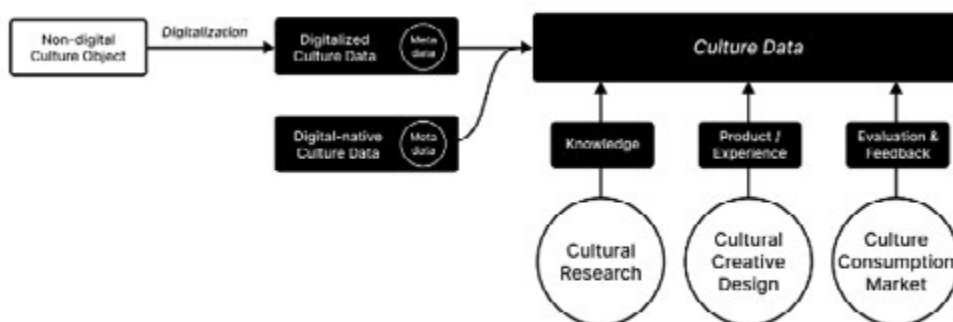 Non-digital
Culture Object
Digitalization
Digitalized
Culture Data
Meta
data
Culture Data
Digital-native
Culture Data
Meta
data
Knowledge
Product /
Experience
Evaluation &
Feedback
Cultural
Research
Cultural
Creative
Design
Culture
Consumption
Market